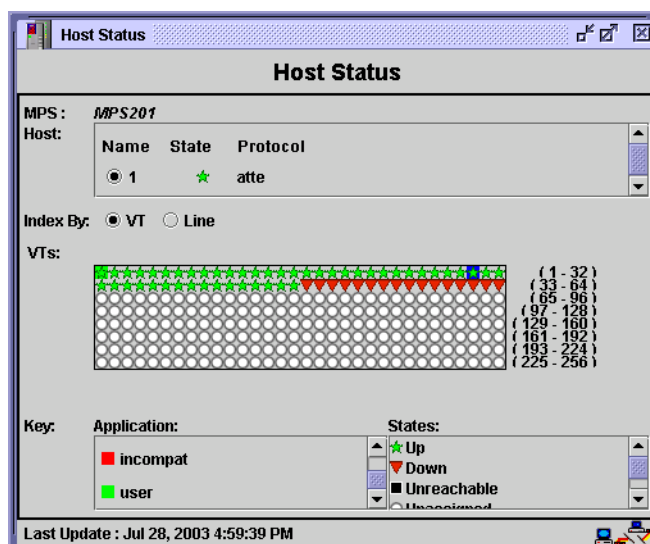 Host Status
Host Status
MPS : MPS201
Host:
Name State Protocol
1 atte
Index By: VT Line
VTs:
( 1 - 32 )
( 33 - 64 )
( 65 - 96 )
( 97 - 128 )
( 129 - 160 )
( 161 - 192 )
( 193 - 224 )
( 225 - 256 )
Key: Application: States:
incompat
user
Up
Down
Unreachable
Unassigned
Last Update : Jul 28, 2003 4:59:39 PM